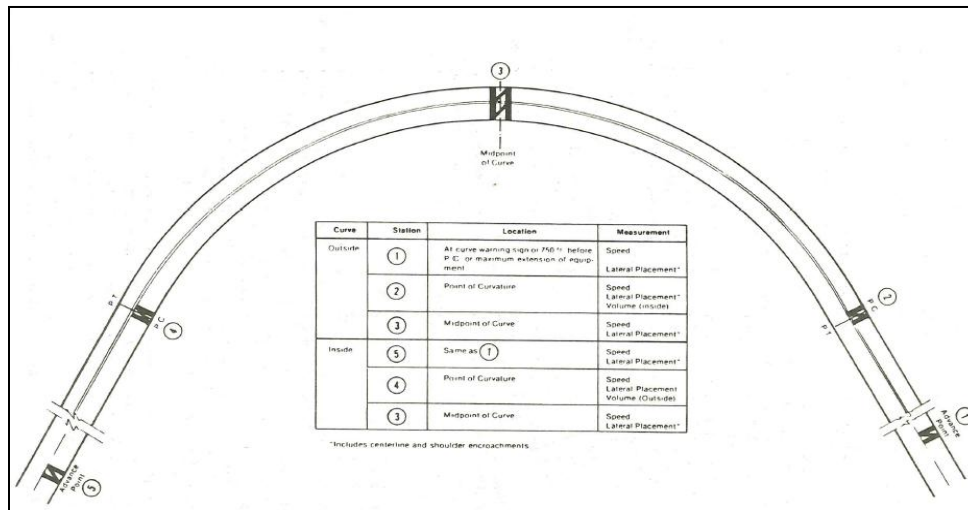 3
Midpoint
of Curve
Curve Station Location Measurement
Outside 1 At curve warning sign or 750 ft before P.C. or maximum extension of equip-
ment Speed
Lateral Placement*
2 Point of Curvature Speed
Lateral Placement*
Volume (inside)
3 Midpoint of Curve Speed
Lateral Placement*
Inside 5 Same as 1 Speed
Lateral Placement*
4 Point of Curvature Speed
Lateral Placement
Volume (Outside)
3 Midpoint of Curve Speed
Lateral Placement*
*Includes centerline and shoulder encroachments.
PT
PC
4
2
PC
PT
Advance
Point
1
Advance
Point
5